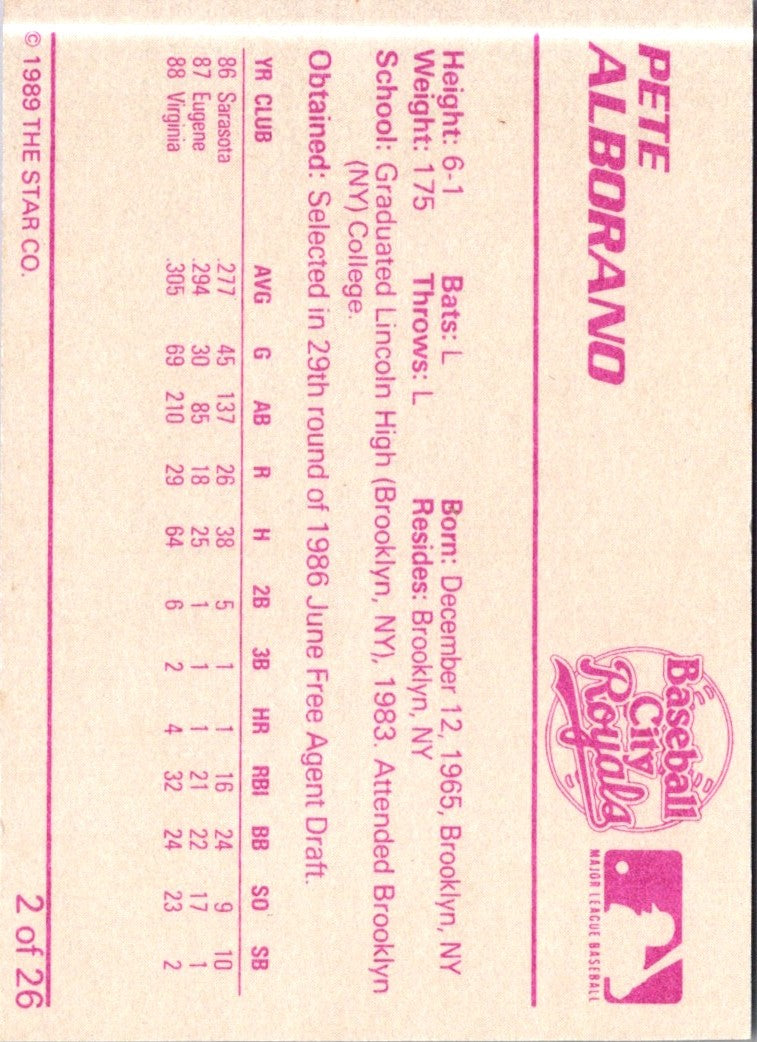 PETE
ALBORANO
Baseball
City
Royals
MAJOR LEAGUE BASEBALL
Height: 6-1 Bats: L Born: December 12, 1965, Brooklyn, NY
Weight: 175 Throws: L Resides: Brooklyn, NY
School: Graduated Lincoln High (Brooklyn, NY), 1983. Attended Brooklyn
(NY) College.
Obtained: Selected in 29th round of 1986 June Free Agent Draft.
YR CLUB AVG G AB R H 2B 3B HR RBI BB SO SB
86 Sarasota .277 45 137 26 38 5 1 1 16 24 9 10
87 Eugene .294 30 85 18 25 1 1 1 21 22 17 1
88 Virginia .305 69 210 29 64 6 2 4 32 24 23 2
© 1989 THE STAR CO. 2 of 26